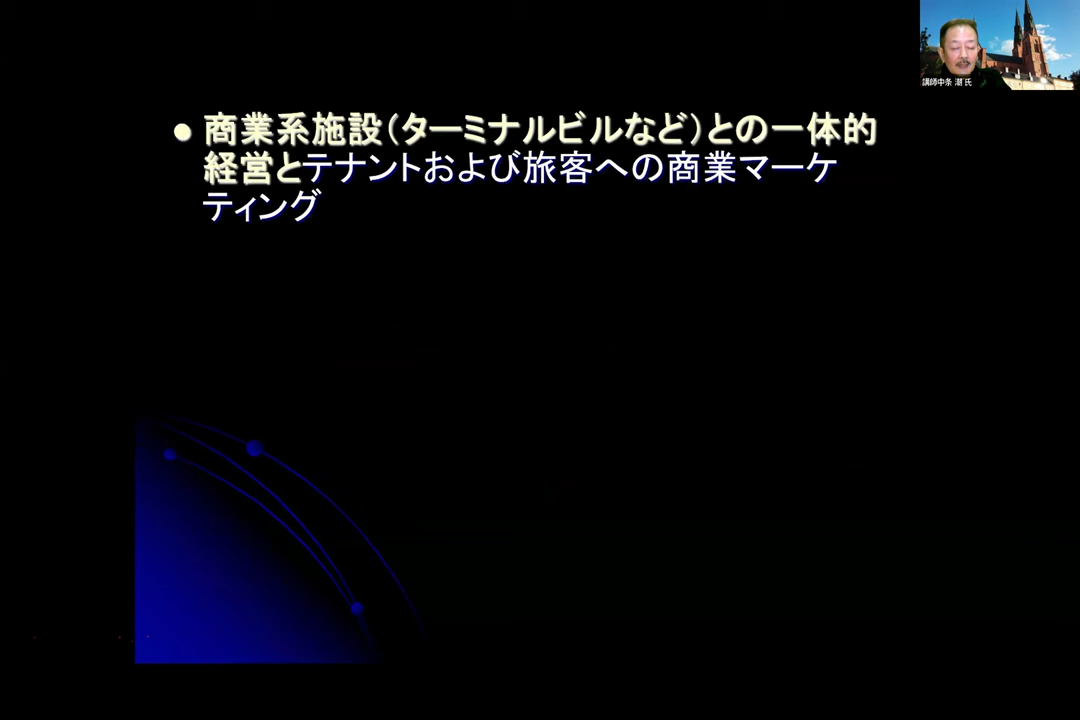 ● 商業系施設（ターミナルビルなど）との一体的
経営とテナントおよび旅客への商業マーケ
ティング
講師中条 潮 氏